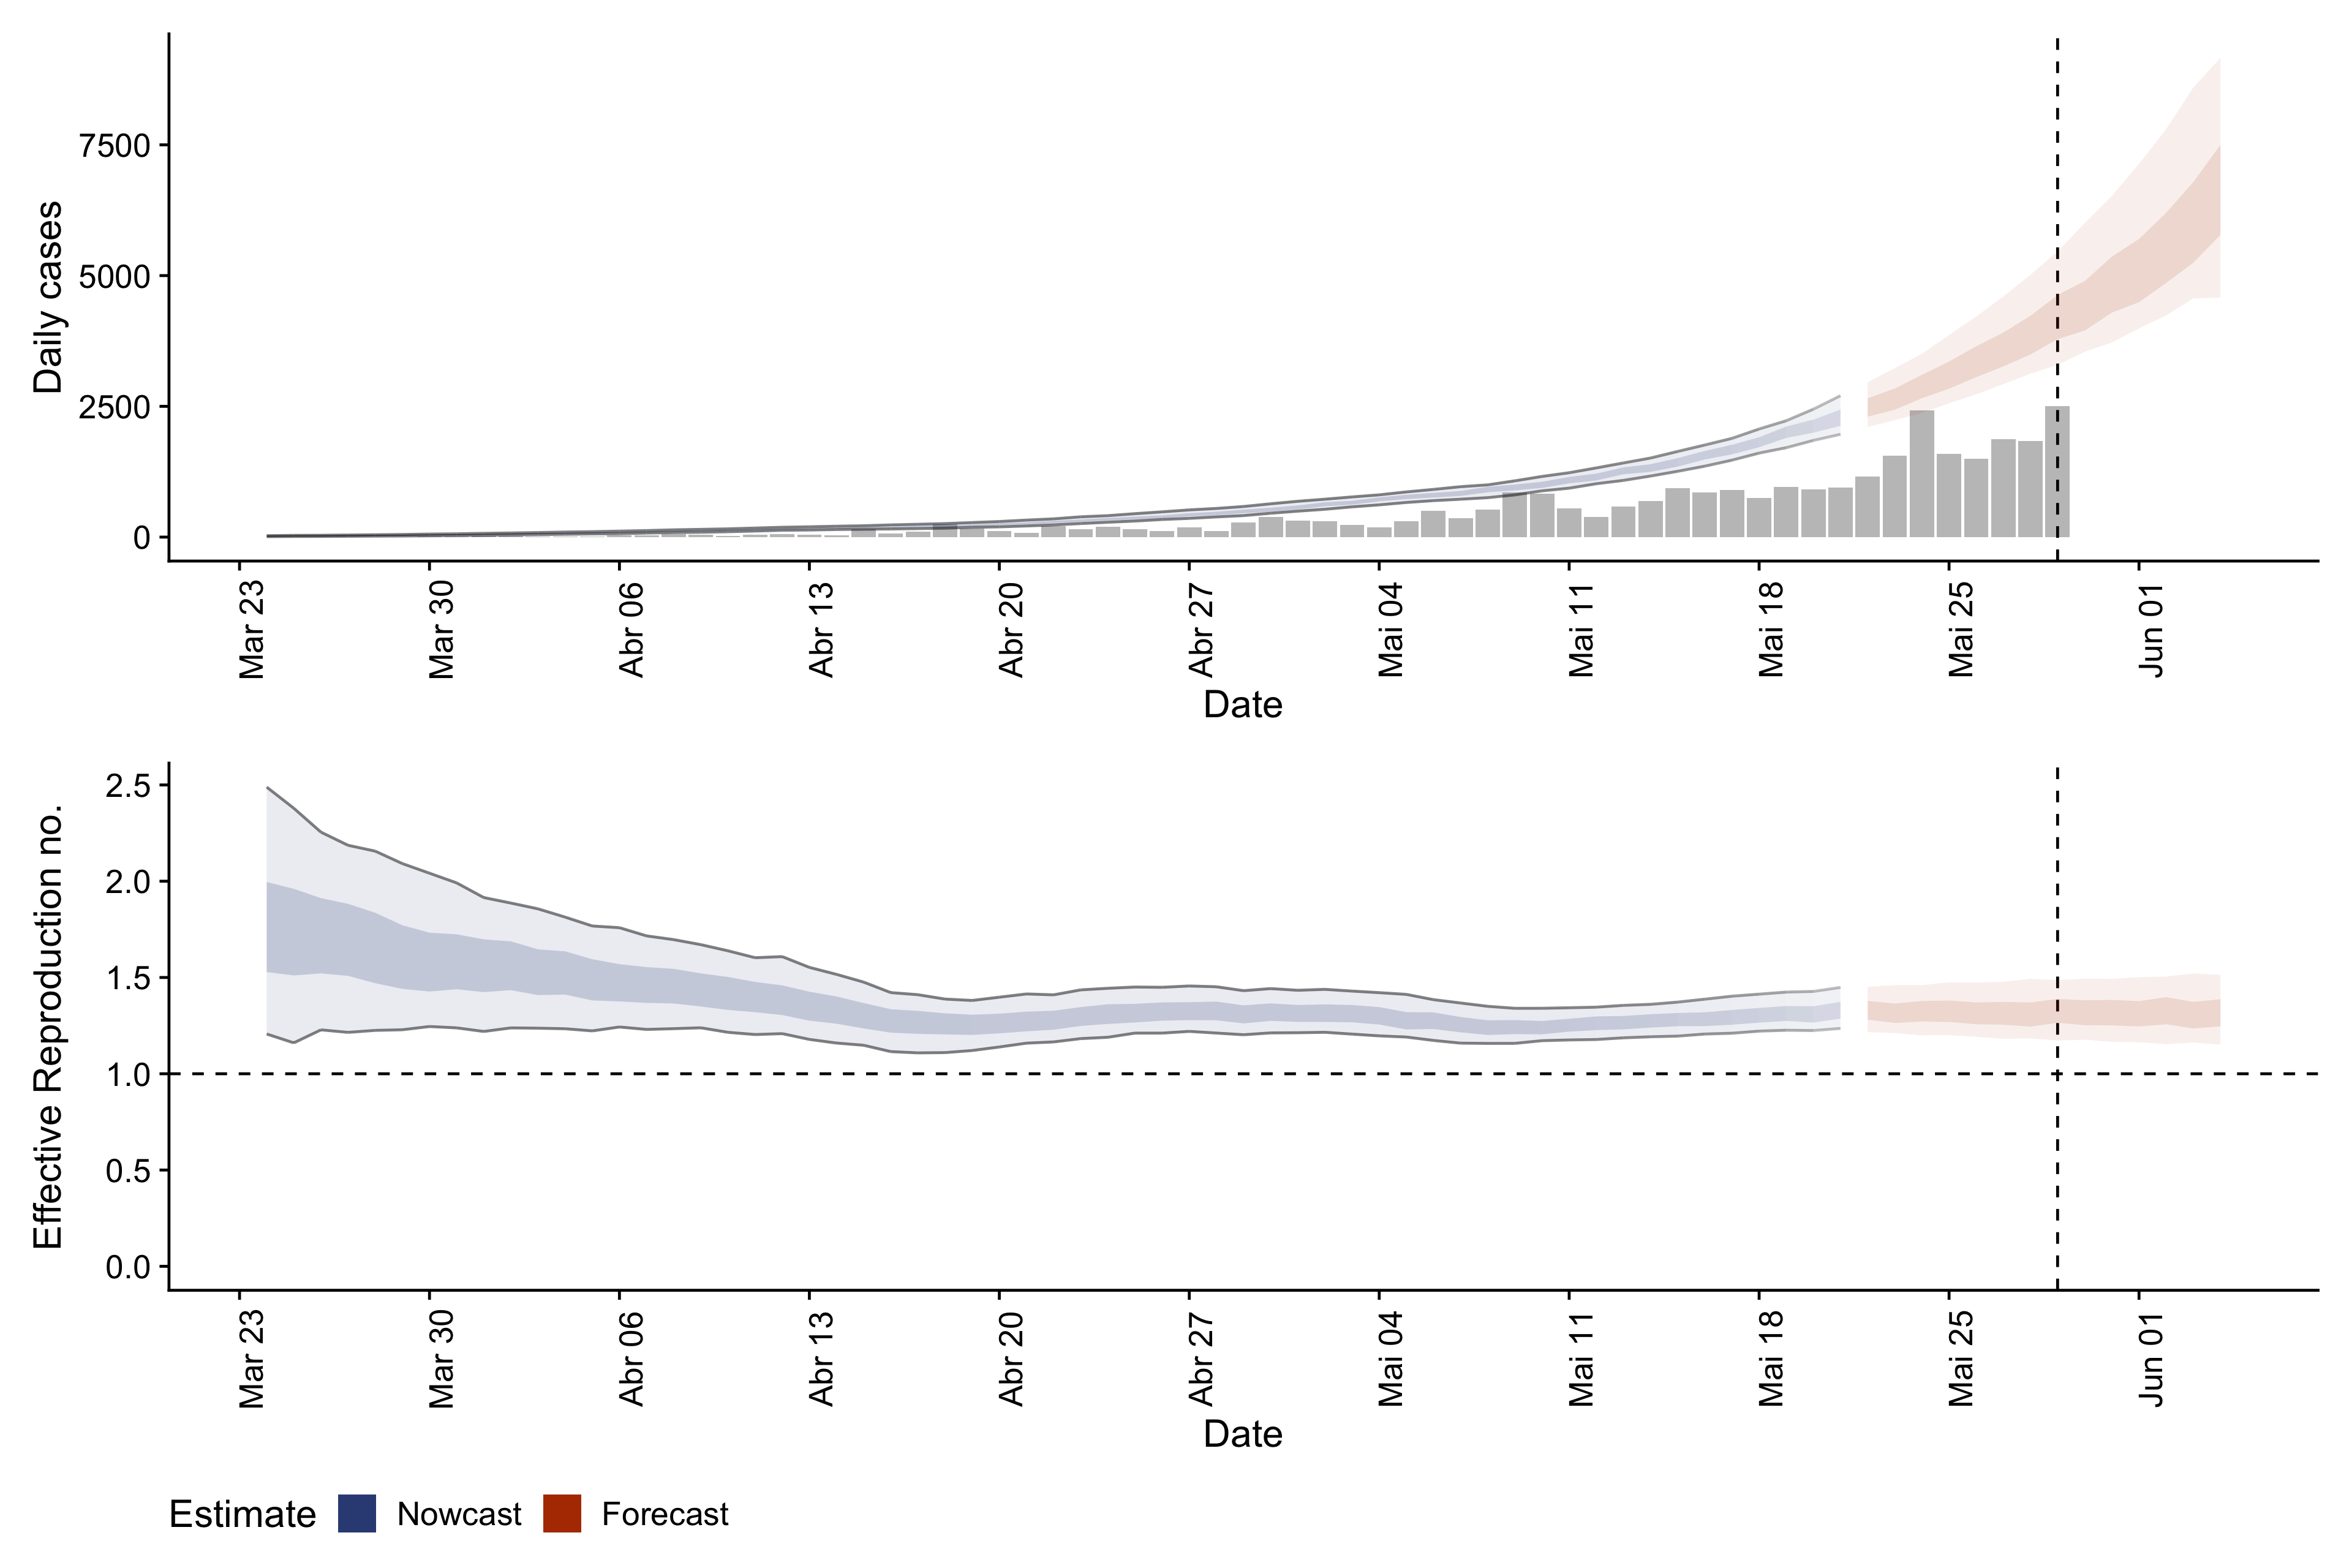 Daily cases
7500
5000
2500
0
Mar 23
Mar 30
Abr 06
Abr 13
Abr 20
Abr 27
Mai 04
Mai 11
Mai 18
Mai 25
Jun 01
Date
Effective Reproduction no.
2.5
2.0
1.5
1.0
0.5
0.0
Mar 23
Mar 30
Abr 06
Abr 13
Abr 20
Abr 27
Mai 04
Mai 11
Mai 18
Mai 25
Jun 01
Date
Estimate Nowcast Forecast